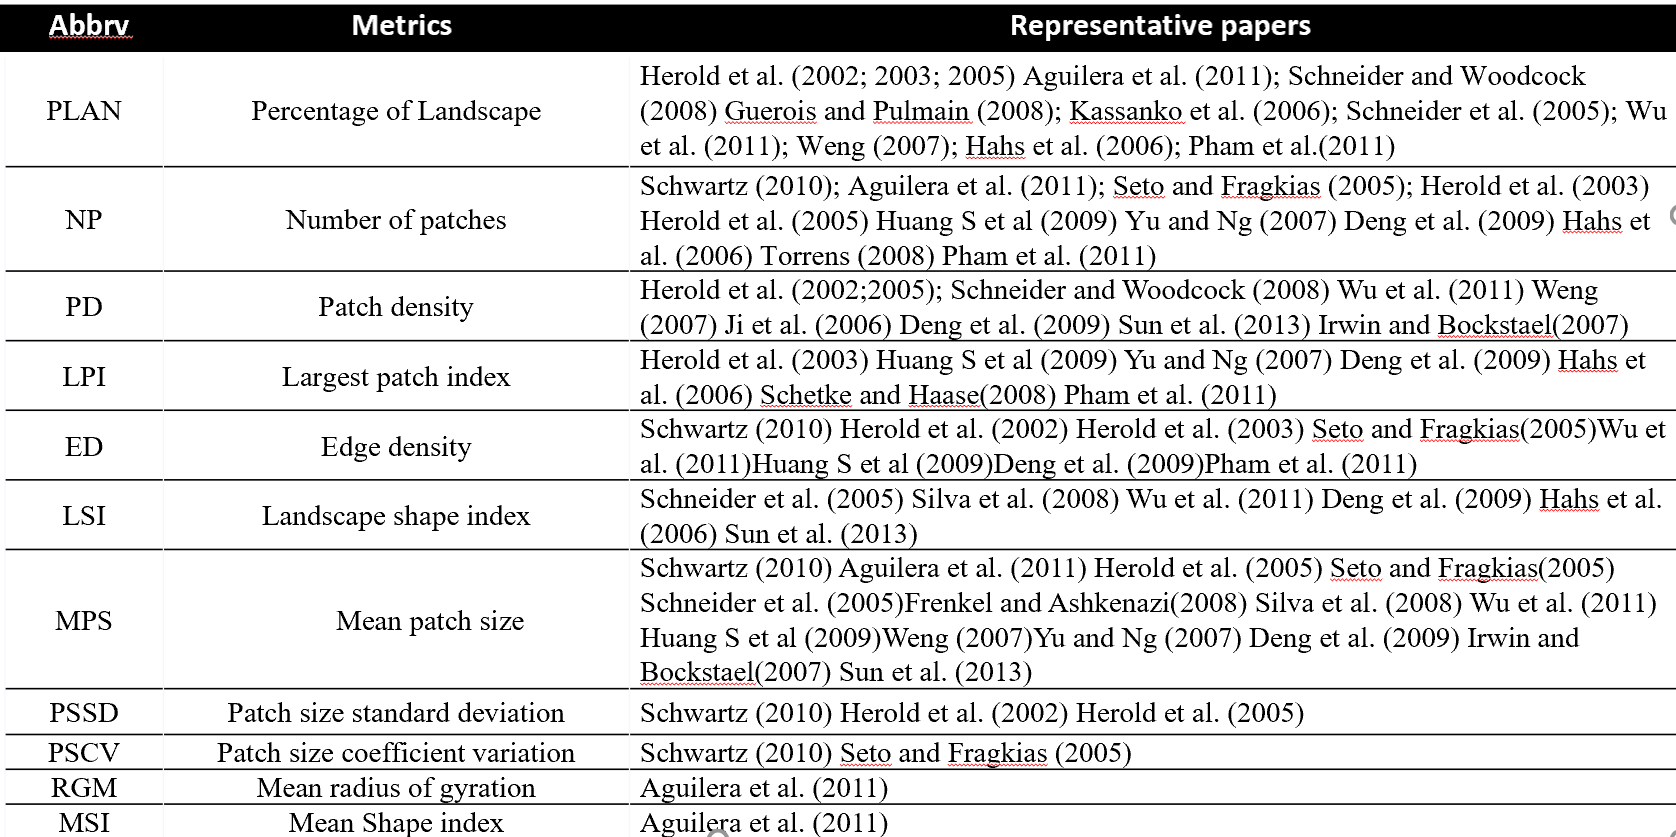 Abbrv Metrics Representative papers
Herold et al. (2002; 2003; 2005) Aguilera et al. (2011); Schneider and Woodcock
PLAN Percentage of Landscape (2008) Guerois and Pulmain (2008); Kassanko et al. (2006); Schneider et al. (2005); Wu
et al. (2011); Weng (2007); Hahs et al. (2006); Pham et al.(2011)
Schwartz (2010); Aguilera et al. (2011); Seto and Fragkias (2005); Herold et al. (2003)
NP Number of patches Herold et al. (2005) Huang S et al (2009) Yu and Ng (2007) Deng et al. (2009) Hahs et
al. (2006) Torrens (2008) Pham et al. (2011)
PD Patch density Herold et al. (2002;2005); Schneider and Woodcock (2008) Wu et al. (2011) Weng
(2007) Ji et al. (2006) Deng et al. (2009) Sun et al. (2013) Irwin and Bockstael(2007)
LPI Largest patch index Herold et al. (2003) Huang S et al (2009) Yu and Ng (2007) Deng et al. (2009) Hahs et
al. (2006) Schetke and Haase(2008) Pham et al. (2011)
ED Edge density Schwartz (2010) Herold et al. (2002) Herold et al. (2003) Seto and Fragkias(2005)Wu et
al. (2011)Huang S et al (2009)Deng et al. (2009)Pham et al. (2011)
LSI Landscape shape index Schneider et al. (2005) Silva et al. (2008) Wu et al. (2011) Deng et al. (2009) Hahs et al.
(2006) Sun et al. (2013)
Schwartz (2010) Aguilera et al. (2011) Herold et al. (2005) Seto and Fragkias(2005)
MPS Mean patch size Schneider et al. (2005)Frenkel and Ashkenazi(2008) Silva et al. (2008) Wu et al. (2011)
Huang S et al (2009)Weng (2007)Yu and Ng (2007) Deng et al. (2009) Irwin and
Bockstael(2007) Sun et al. (2013)
PSSD Patch size standard deviation Schwartz (2010) Herold et al. (2002) Herold et al. (2005)
PSCV Patch size coefficient variation Schwartz (2010) Seto and Fragkias (2005)
RGM Mean radius of gyration Aguilera et al. (2011)
MSI Mean Shape index Aguilera et al. (2011)